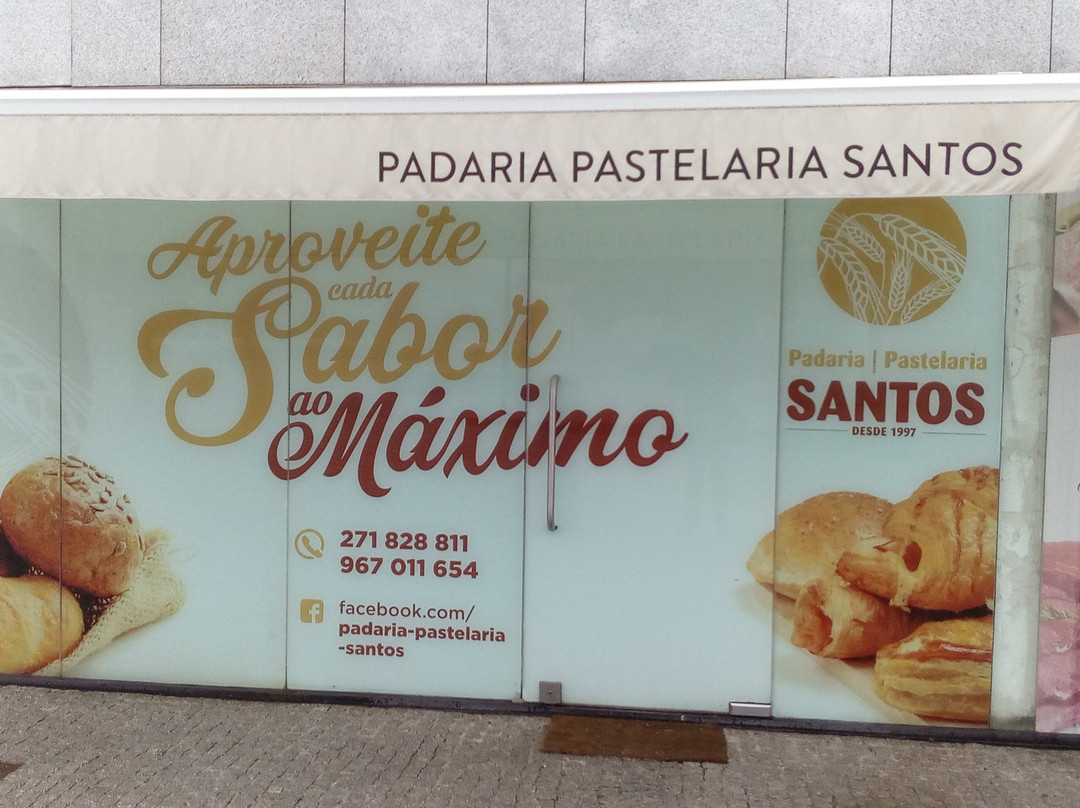 PADARIA PASTELARIA SANTOS
Aproveite
cada
Sabor
ao
Máximo
271 828 811
967 011 654
facebook.com/
padaria-pastelaria
-santos
Padaria | Pastelaria
SANTOS
DESDE 1997